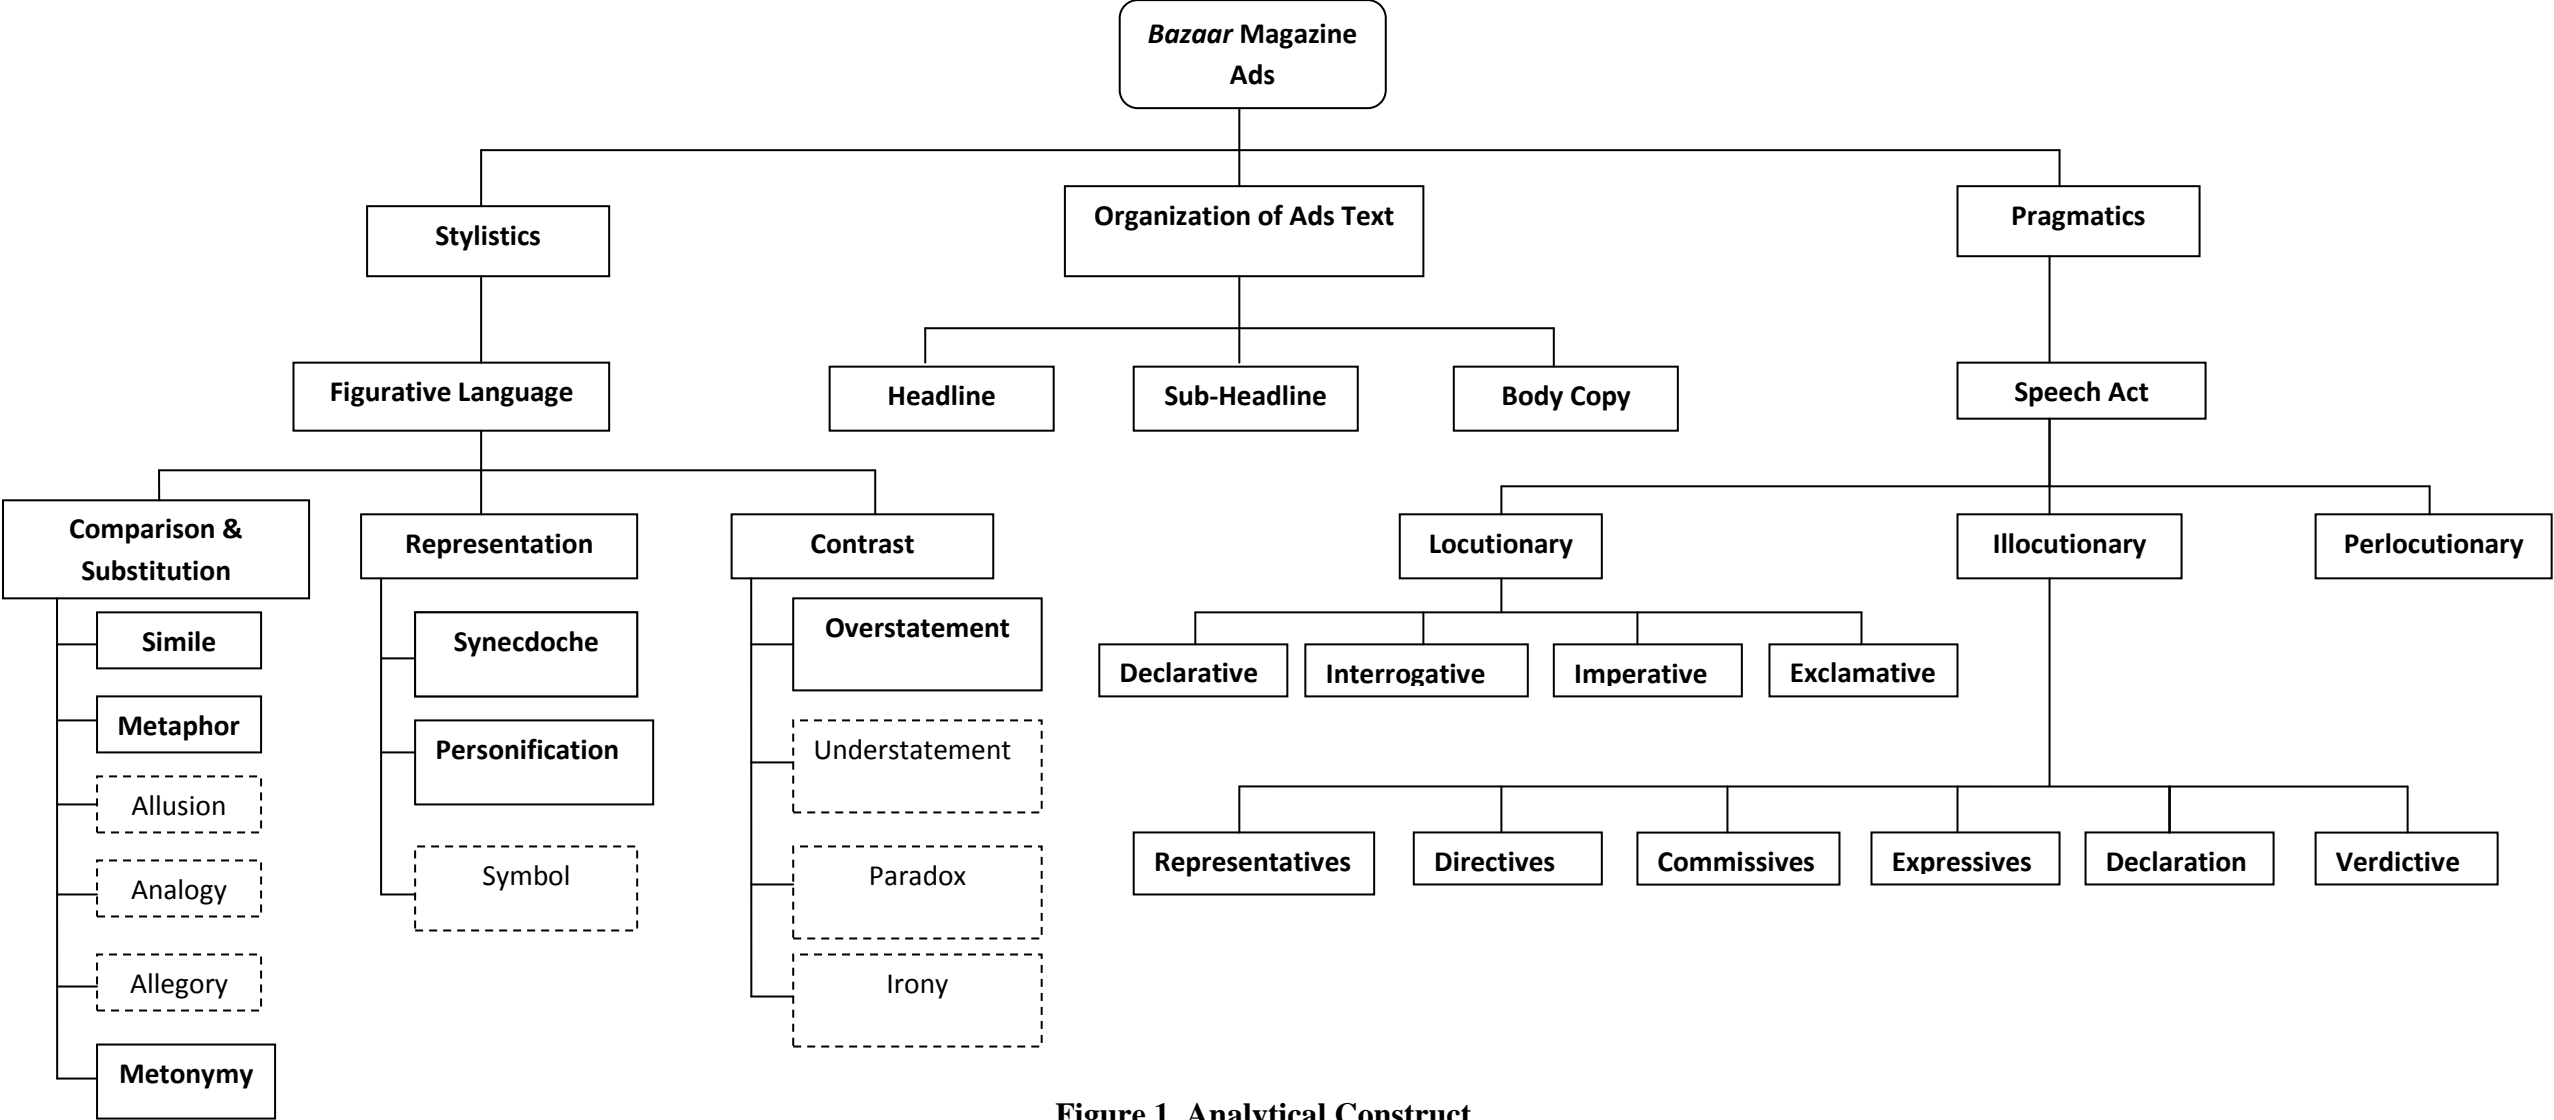 Bazaar Magazine
Ads
Stylistics
Organization of Ads Text
Pragmatics
Figurative Language
Headline
Sub-Headline
Body Copy
Speech Act
Comparison &
Substitution
Representation
Contrast
Locutionary
Illocutionary
Perlocutionary
Simile
Metaphor
Allusion
Analogy
Allegory
Metonymy
Synecdoche
Personification
Symbol
Overstatement
Understatement
Paradox
Irony
Declarative
Interrogative
Imperative
Exclamative
Representatives
Directives
Commissives
Expressives
Declaration
Verdictive
Figure 1. Analytical Construct